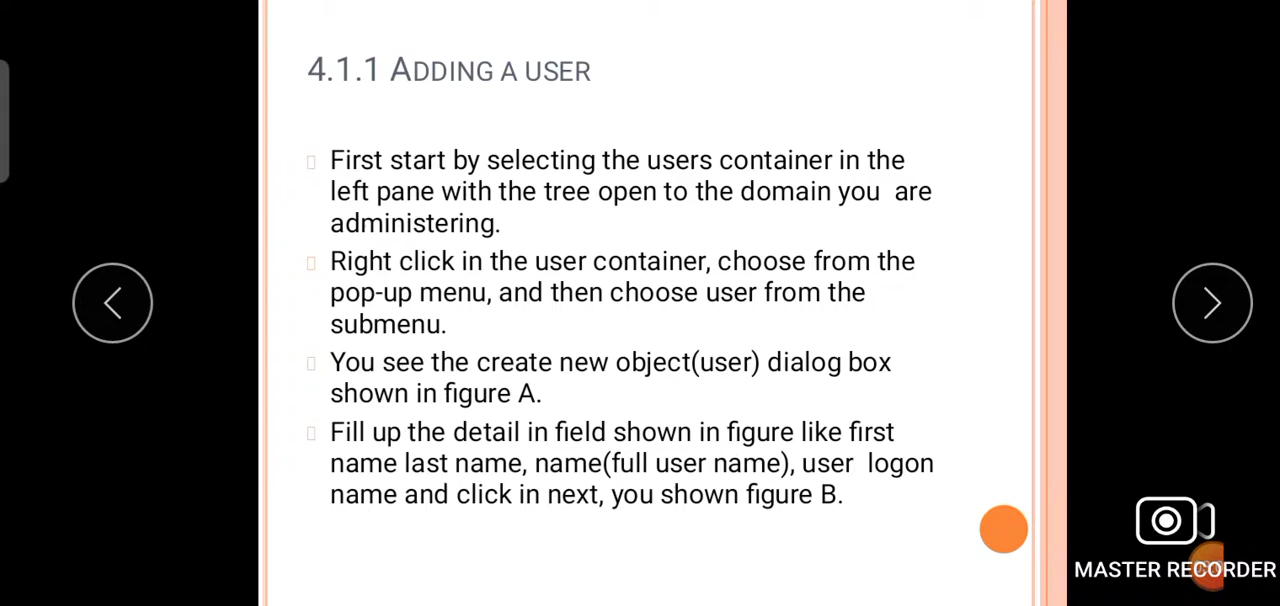 4.1.1 ADDING A USER
First start by selecting the users container in the
left pane with the tree open to the domain you are
administering.
Right click in the user container, choose from the
pop-up menu, and then choose user from the
submenu.
You see the create new object(user) dialog box
shown in figure A.
Fill up the detail in field shown in figure like first
name last name, name(full user name), user logon
name and click in next, you shown figure B.
MASTER RECORDER